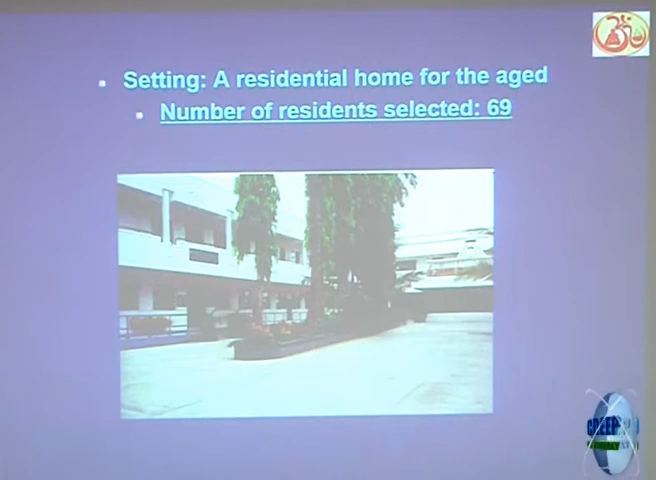 Setting: A residential home for the aged
Number of residents selected: 69